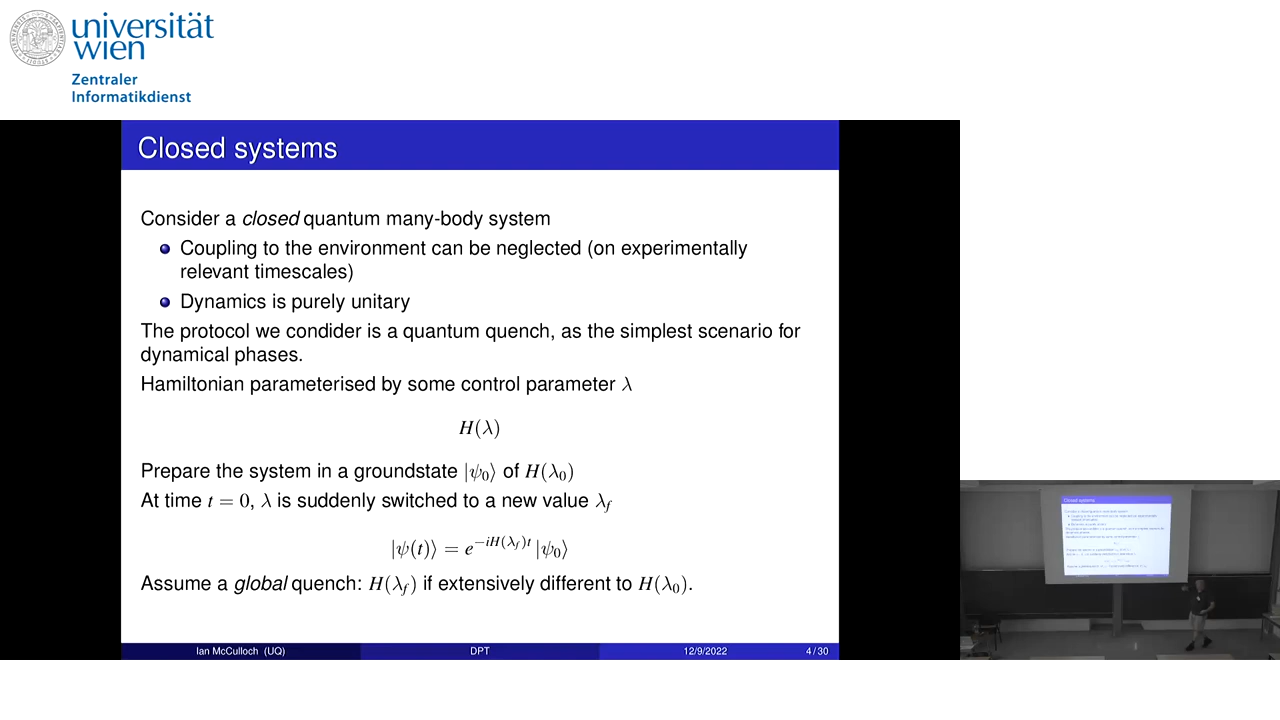 universität
wien
Zentraler
Informatikdienst
Closed systems
Consider a closed quantum many-body system
Coupling to the environment can be neglected (on experimentally
relevant timescales)
Dynamics is purely unitary
The protocol we condider is a quantum quench, as the simplest scenario for
dynamical phases.
Hamiltonian parameterised by some control parameter λ
H(λ)
Prepare the system in a groundstate |ψ₀⟩ of H(λ₀)
At time t = 0, λ is suddenly switched to a new value λ_f
|ψ(t)⟩ = e^{−iH(λ_f)t} |ψ₀⟩
Assume a global quench: H(λ_f) if extensively different to H(λ₀).
Ian McCulloch (UQ) DPT 12/9/2022 4 / 30
Closed systems